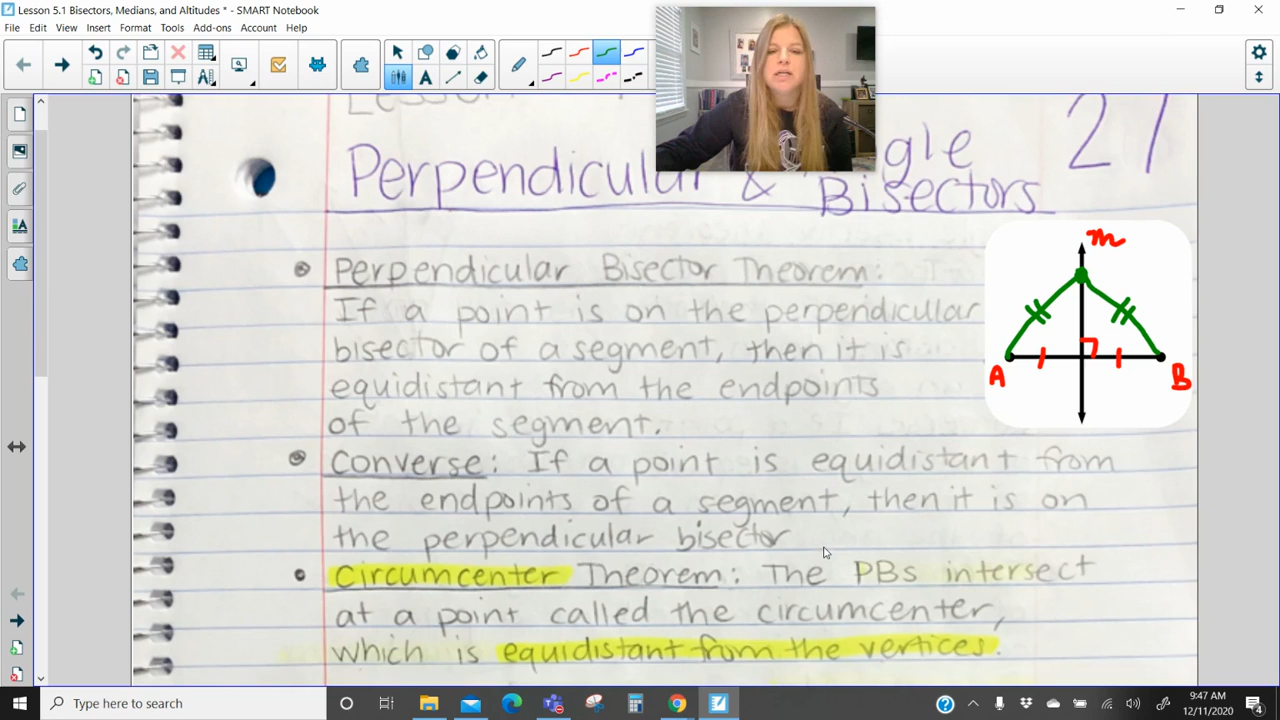 Lesson 5.1 Bisectors, Medians, and Altitudes * - SMART Notebook
File Edit View Insert Format Tools Add-ons Account Help
Perpendicular & Bisectors
27
m
A
B
Perpendicular Bisector Theorem:
If a point is on the perpendicular
bisector of a segment, then it is
equidistant from the endpoints
of the segment.
Converse: If a point is equidistant from
the endpoints of a segment, then it is on
the perpendicular bisector
Circumcenter Theorem: The PBs intersect
at a point called the circumcenter,
which is equidistant from the vertices.
Type here to search
9:47 AM
12/11/2020
4